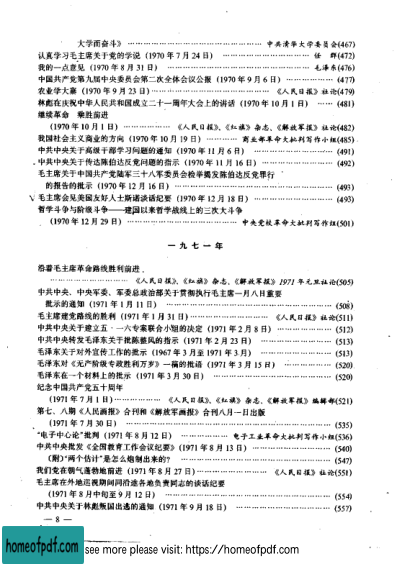 大学而奋斗》 …… 中共清华大学委员会(467)
认真学习毛主席关于党的学说（1970 年 7 月 24 日） …… 任 群(472)
我的一点意见（1970 年 8 月 31 日） …… 毛泽东(476)
中国共产党第九届中央委员会第二次全体会议公报（1970 年 9 月 6 日） …… (477)
农业学大寨（1970 年 9 月 23 日） …… 《人民日报》社论(479)
林彪在庆祝中华人民共和国成立二十一周年大会上的讲话（1970 年 10 月 1 日） …… (481)
继续革命 乘胜前进
（1970 年 10 月 1 日） …… 《人民日报》、《红旗》杂志、《解放军报》社论(482)
我国社会主义商业的方向（1970 年 10 月 19 日） …… 商业部革命大批判写作小组(485)
中共中央关于高级干部学习问题的通知（1970 年 11 月 6 日） …… (491)
中共中央关于传达陈伯达反党问题的指示（1970 年 11 月 16 日） …… (492)
毛主席关于中国共产党陆军三十八军委员会检举揭发陈伯达反党罪行
的报告的批示（1970 年 12 月 16 日） …… (493)
毛主席会见美国友好人士斯诺谈话纪要（1970 年 12 月 18 日） …… (493)
哲学斗争与阶级斗争——建国以来哲学战线上的三次大斗争
（1970 年 12 月 29 日） …… 中央党校革命大批判写作组(501)
一九七一年
沿着毛主席革命路线胜利前进
…… 《人民日报》、《红旗》杂志、《解放军报》1971 年元旦社论(505)
中共中央、中央军委、军委总政治部关于贯彻执行毛主席一月八日重要
批示的通知（1971 年 1 月 11 日） …… (508)
毛主席建党路线的胜利（1971 年 1 月 31 日） …… 《人民日报》社论(511)
中共中央关于建立五·一六专案联合小组的决定（1971 年 2 月 8 日） …… (512)
中共中央转发毛泽东关于批陈整风的指示（1971 年 2 月 23 日） …… (513)
毛泽东关于对外宣传工作的批示（1967 年 3 月至 1971 年 3 月） …… (513)
毛泽东对《无产阶级专政胜利万岁》一稿的批语（1971 年 3 月 15 日） …… (520)
毛泽东在一个材料上的批示（1971 年 3 月 30 日） …… (520)
纪念中国共产党五十周年
（1971 年 7 月 1 日） …… 《人民日报》、《红旗》杂志、《解放军报》编辑部(521)
第七、八期《人民画报》合刊和《解放军画报》合刊八月一日出版
（1971 年 7 月 30 日） …… (535)
“电子中心论”批判（1971 年 8 月 12 日） …… 电子工业革命大批判写作小组(536)
中共中央批发《全国教育工作会议纪要》（1971 年 8 月 13 日） …… (540)
(附)“两个估计”是怎么炮制出来的？ …… (547)
我们党在朝气蓬勃地前进（1971 年 8 月 27 日） …… 《人民日报》社论(551)
毛主席在外地巡视期间同沿途各地负责同志的谈话纪要
（1971 年 8 月中旬至 9 月 12 日） …… (554)
中共中央关于林彪叛国出逃的通知（1971 年 9 月 18 日） …… (557)
— 8 —
homeofpdf.com
see more please visit: https://homeofpdf.com